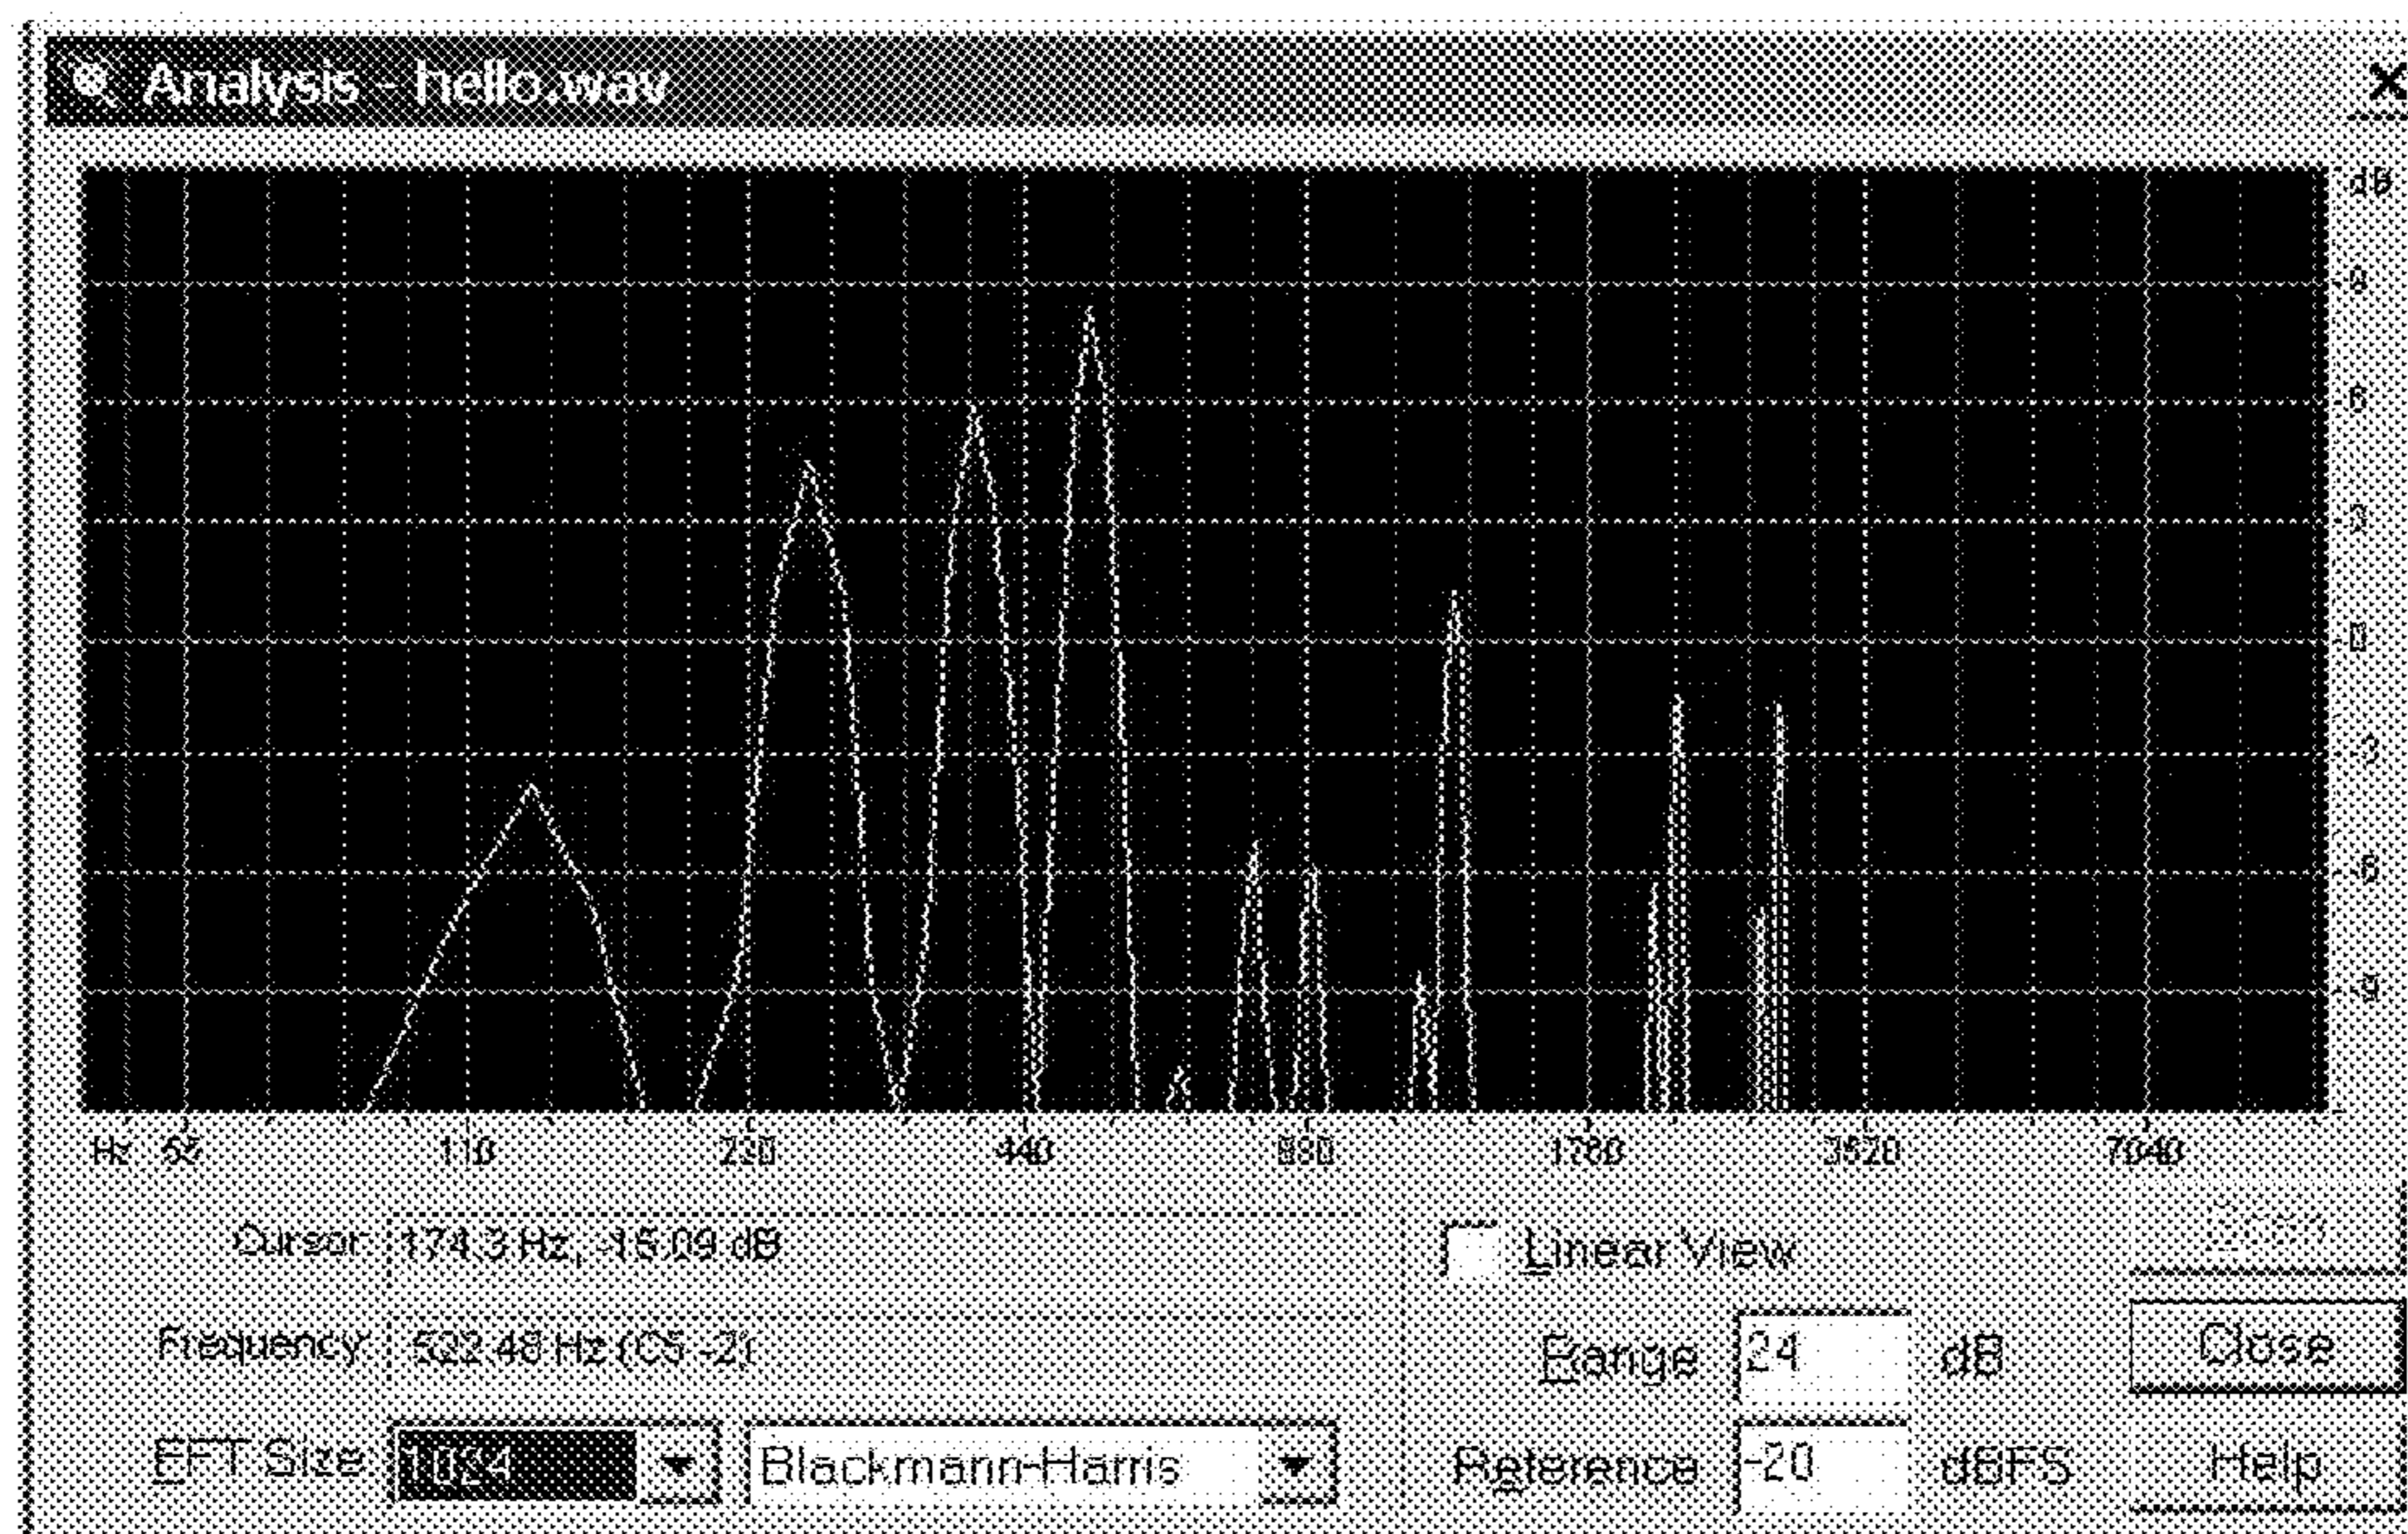 Analysis - hello.wav
dB
9
6
3
0
-3
-6
-9
Hz 55 110 220 440 880 1760 3520 7040
Cursor: 174.3 Hz, -15.09 dB
Linear View
Frequency: 522.48 Hz (C5 -2)
Range 24 dB
Close
FFT Size: 1024 Blackmann-Harris
Reference -20 dBFS
Help